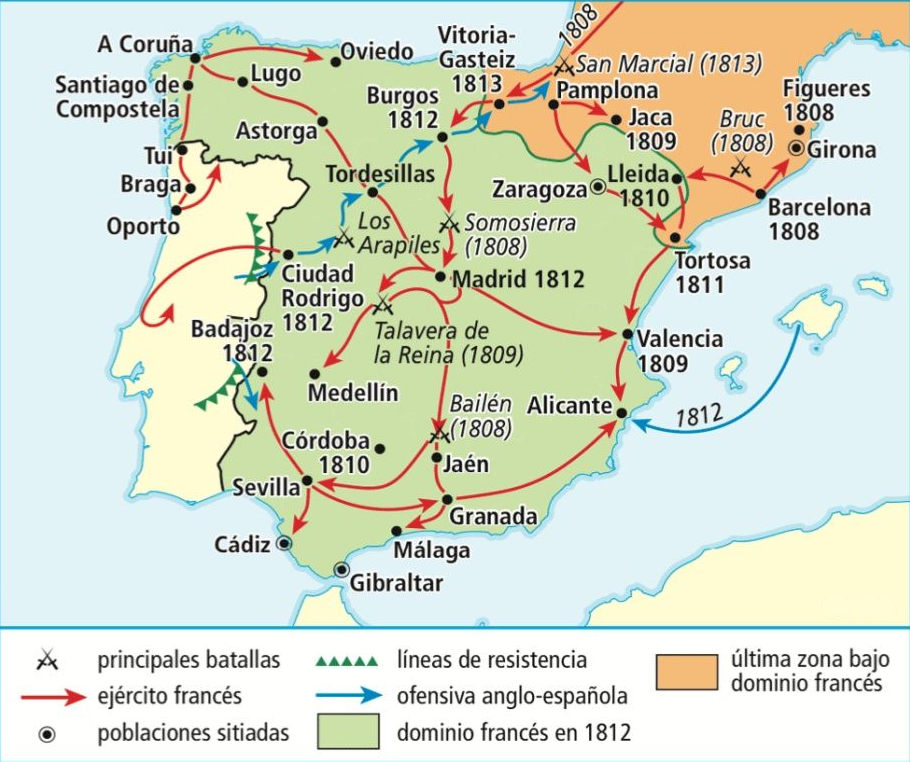 1808
A Coruña
Oviedo
Vitoria-
Gasteiz
1813
San Marcial (1813)
Santiago de
Compostela
Lugo
Burgos
1812
Pamplona
Figueres
1808
Astorga
Jaca
1809
Bruc
(1808)
Girona
Tui
Braga
Oporto
Tordesillas
Zaragoza
Lleida
1810
Barcelona
1808
Los
Arapiles
Somosierra
(1808)
Ciudad
Rodrigo
1812
Madrid 1812
Tortosa
1811
Badajoz
1812
Talavera de
la Reina (1809)
Valencia
1809
Medellín
Bailén
(1808)
Alicante
1812
Córdoba
1810
Jaén
Sevilla
Granada
Cádiz
Málaga
Gibraltar
principales batallas
líneas de resistencia
última zona bajo
dominio francés
ejército francés
ofensiva anglo-española
poblaciones sitiadas
dominio francés en 1812